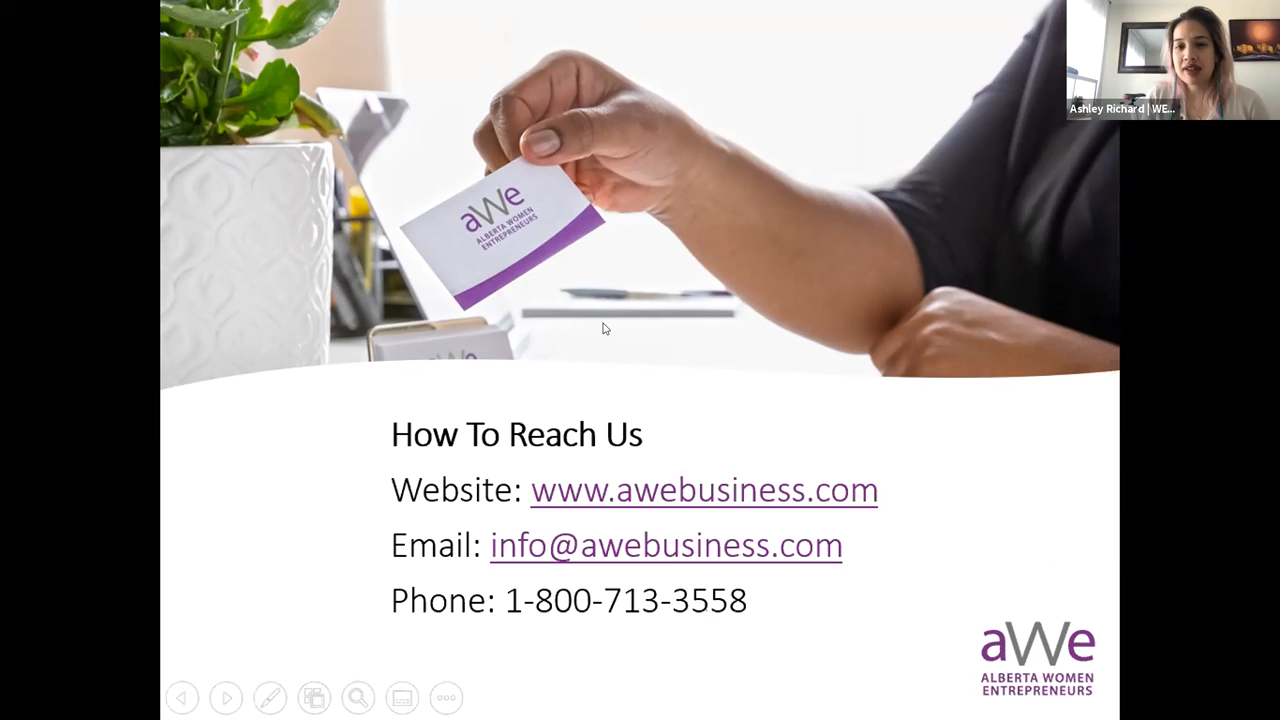 Ashley Richard | WE...
aWe
ALBERTA WOMEN
ENTREPRENEURS
aWe
How To Reach Us
Website: www.awebusiness.com
Email: info@awebusiness.com
Phone: 1-800-713-3558
aWe
ALBERTA WOMEN
ENTREPRENEURS